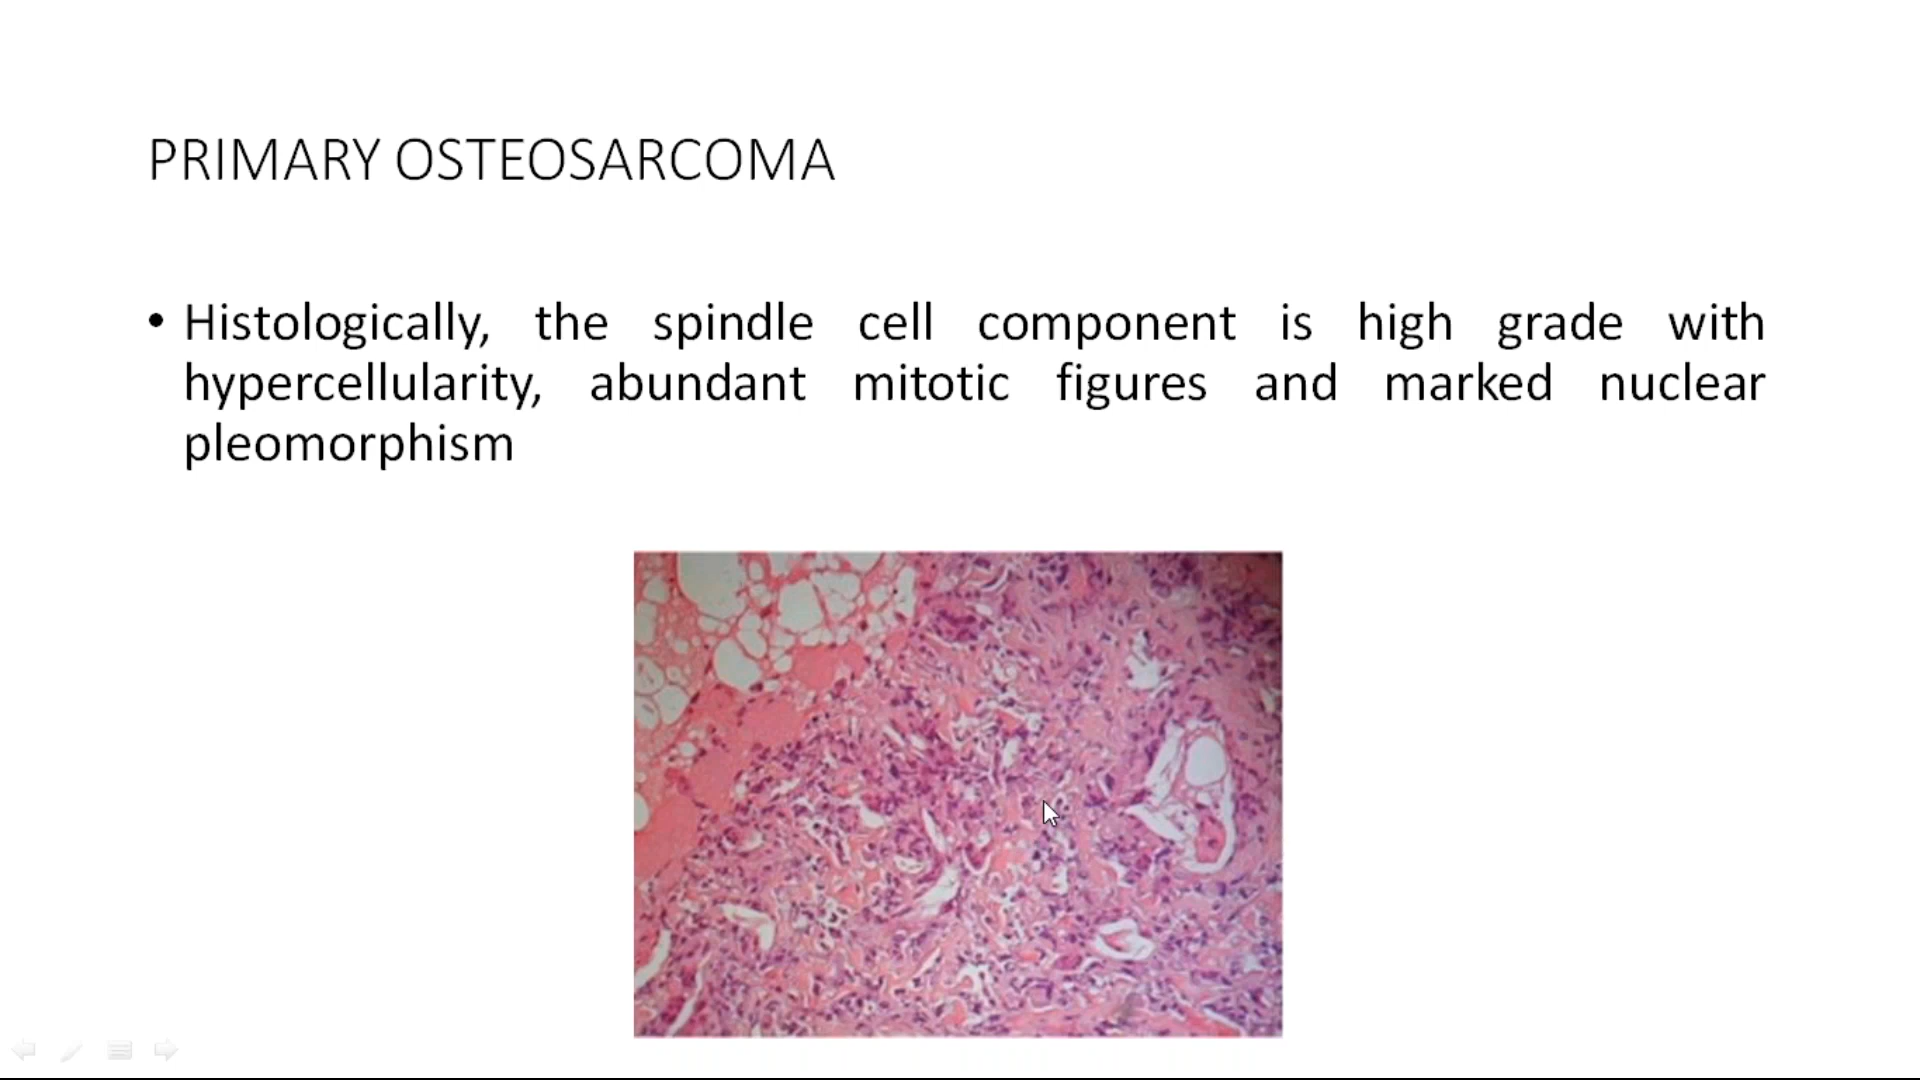 PRIMARY OSTEOSARCOMA
• Histologically, the spindle cell component is high grade with
hypercellularity, abundant mitotic figures and marked nuclear
pleomorphism